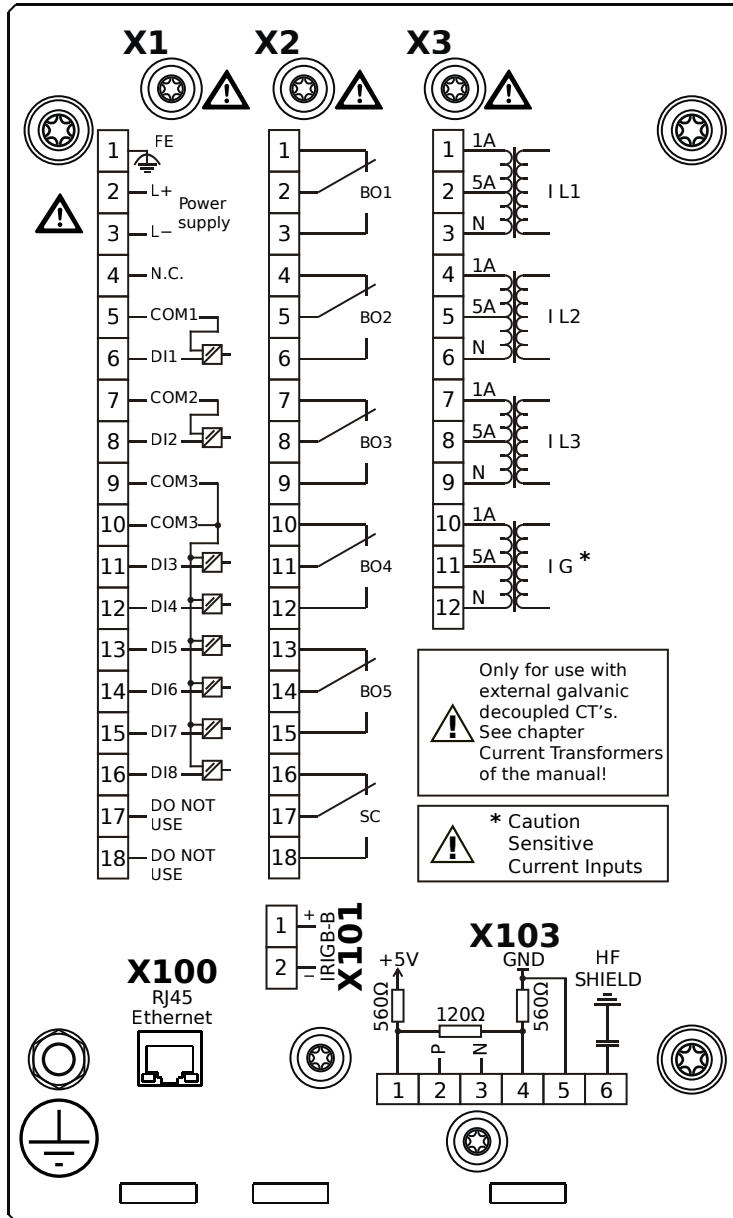 X1 X2 X3
1 FE
2 L+
Power
supply
3 L−
4 N.C.
5 COM1
6 DI1
7 COM2
8 DI2
9 COM3
10 COM3
11 DI3
12 DI4
13 DI5
14 DI6
15 DI7
16 DI8
17 DO NOT
USE
18 DO NOT
USE
1
2 BO1
3
4
5 BO2
6
7
8 BO3
9
10
11 BO4
12
13
14 BO5
15
16
17 SC
18
1 1A
2 5A I L1
3 N
4 1A
5 5A I L2
6 N
7 1A
8 5A I L3
9 N
10 1A
11 5A I G *
12 N
! Only for use with
external galvanic
decoupled CT's.
See chapter
Current Transformers
of the manual!
! * Caution
Sensitive
Current Inputs
!
!
!
!
X100
RJ45
Ethernet
1 +
2 −
IRIGB-B
X101
X103
+5V GND HF
SHIELD
560Ω 120Ω 560Ω
P N
1 2 3 4 5 6